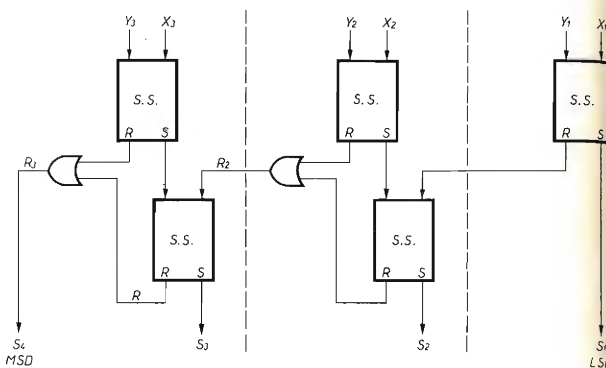 Y3 X3 Y2 X2 Y1
S.S. S.S. S.S.
R S R S R S
R3 R2
S.S. S.S.
R S R S
R
S4 S3 S2
MSD